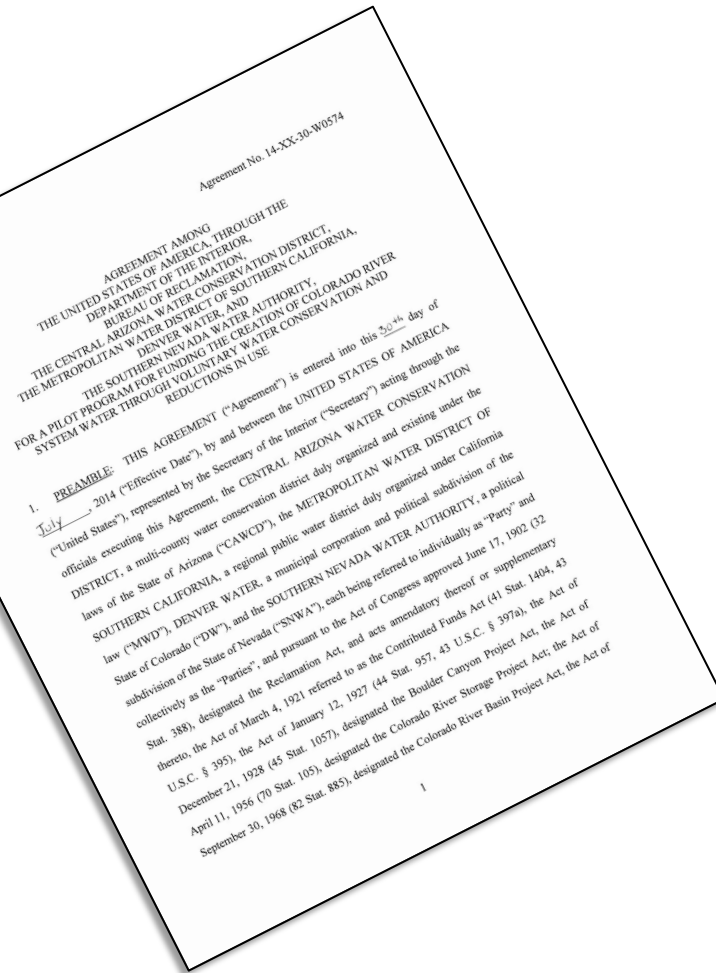 Agreement No. 14-XX-30-W0574
AGREEMENT AMONG
THE UNITED STATES OF AMERICA, THROUGH THE
DEPARTMENT OF THE INTERIOR,
BUREAU OF RECLAMATION,
THE CENTRAL ARIZONA WATER CONSERVATION DISTRICT,
THE METROPOLITAN WATER DISTRICT OF SOUTHERN CALIFORNIA,
DENVER WATER, AND
THE SOUTHERN NEVADA WATER AUTHORITY,
FOR A PILOT PROGRAM FOR FUNDING THE CREATION OF COLORADO RIVER
SYSTEM WATER THROUGH VOLUNTARY WATER CONSERVATION AND
REDUCTIONS IN USE
1. PREAMBLE: THIS AGREEMENT (“Agreement”) is entered into this 30th day of
July, 2014 (“Effective Date”), by and between the UNITED STATES OF AMERICA
(“United States”), represented by the Secretary of the Interior (“Secretary”) acting through the
officials executing this Agreement, the CENTRAL ARIZONA WATER CONSERVATION
DISTRICT, a multi-county water conservation district duly organized and existing under the
laws of the State of Arizona (“CAWCD”), the METROPOLITAN WATER DISTRICT OF
SOUTHERN CALIFORNIA, a regional public water district duly organized under California
law (“MWD”), DENVER WATER, a municipal corporation and political subdivision of the
State of Colorado (“DW”), and the SOUTHERN NEVADA WATER AUTHORITY, a political
subdivision of the State of Nevada (“SNWA”), each being referred to individually as “Party” and
collectively as the “Parties”, and pursuant to the Act of Congress approved June 17, 1902 (32
Stat. 388), designated the Reclamation Act, and acts amendatory thereof or supplementary
thereto, the Act of March 4, 1921 referred to as the Contributed Funds Act (41 Stat. 1404, 43
U.S.C. § 395), the Act of January 12, 1927 (44 Stat. 957, 43 U.S.C. § 397a), the Act of
December 21, 1928 (45 Stat. 1057), designated the Boulder Canyon Project Act, the Act of
April 11, 1956 (70 Stat. 105), designated the Colorado River Storage Project Act; the Act of
September 30, 1968 (82 Stat. 885), designated the Colorado River Basin Project Act, the Act of
1